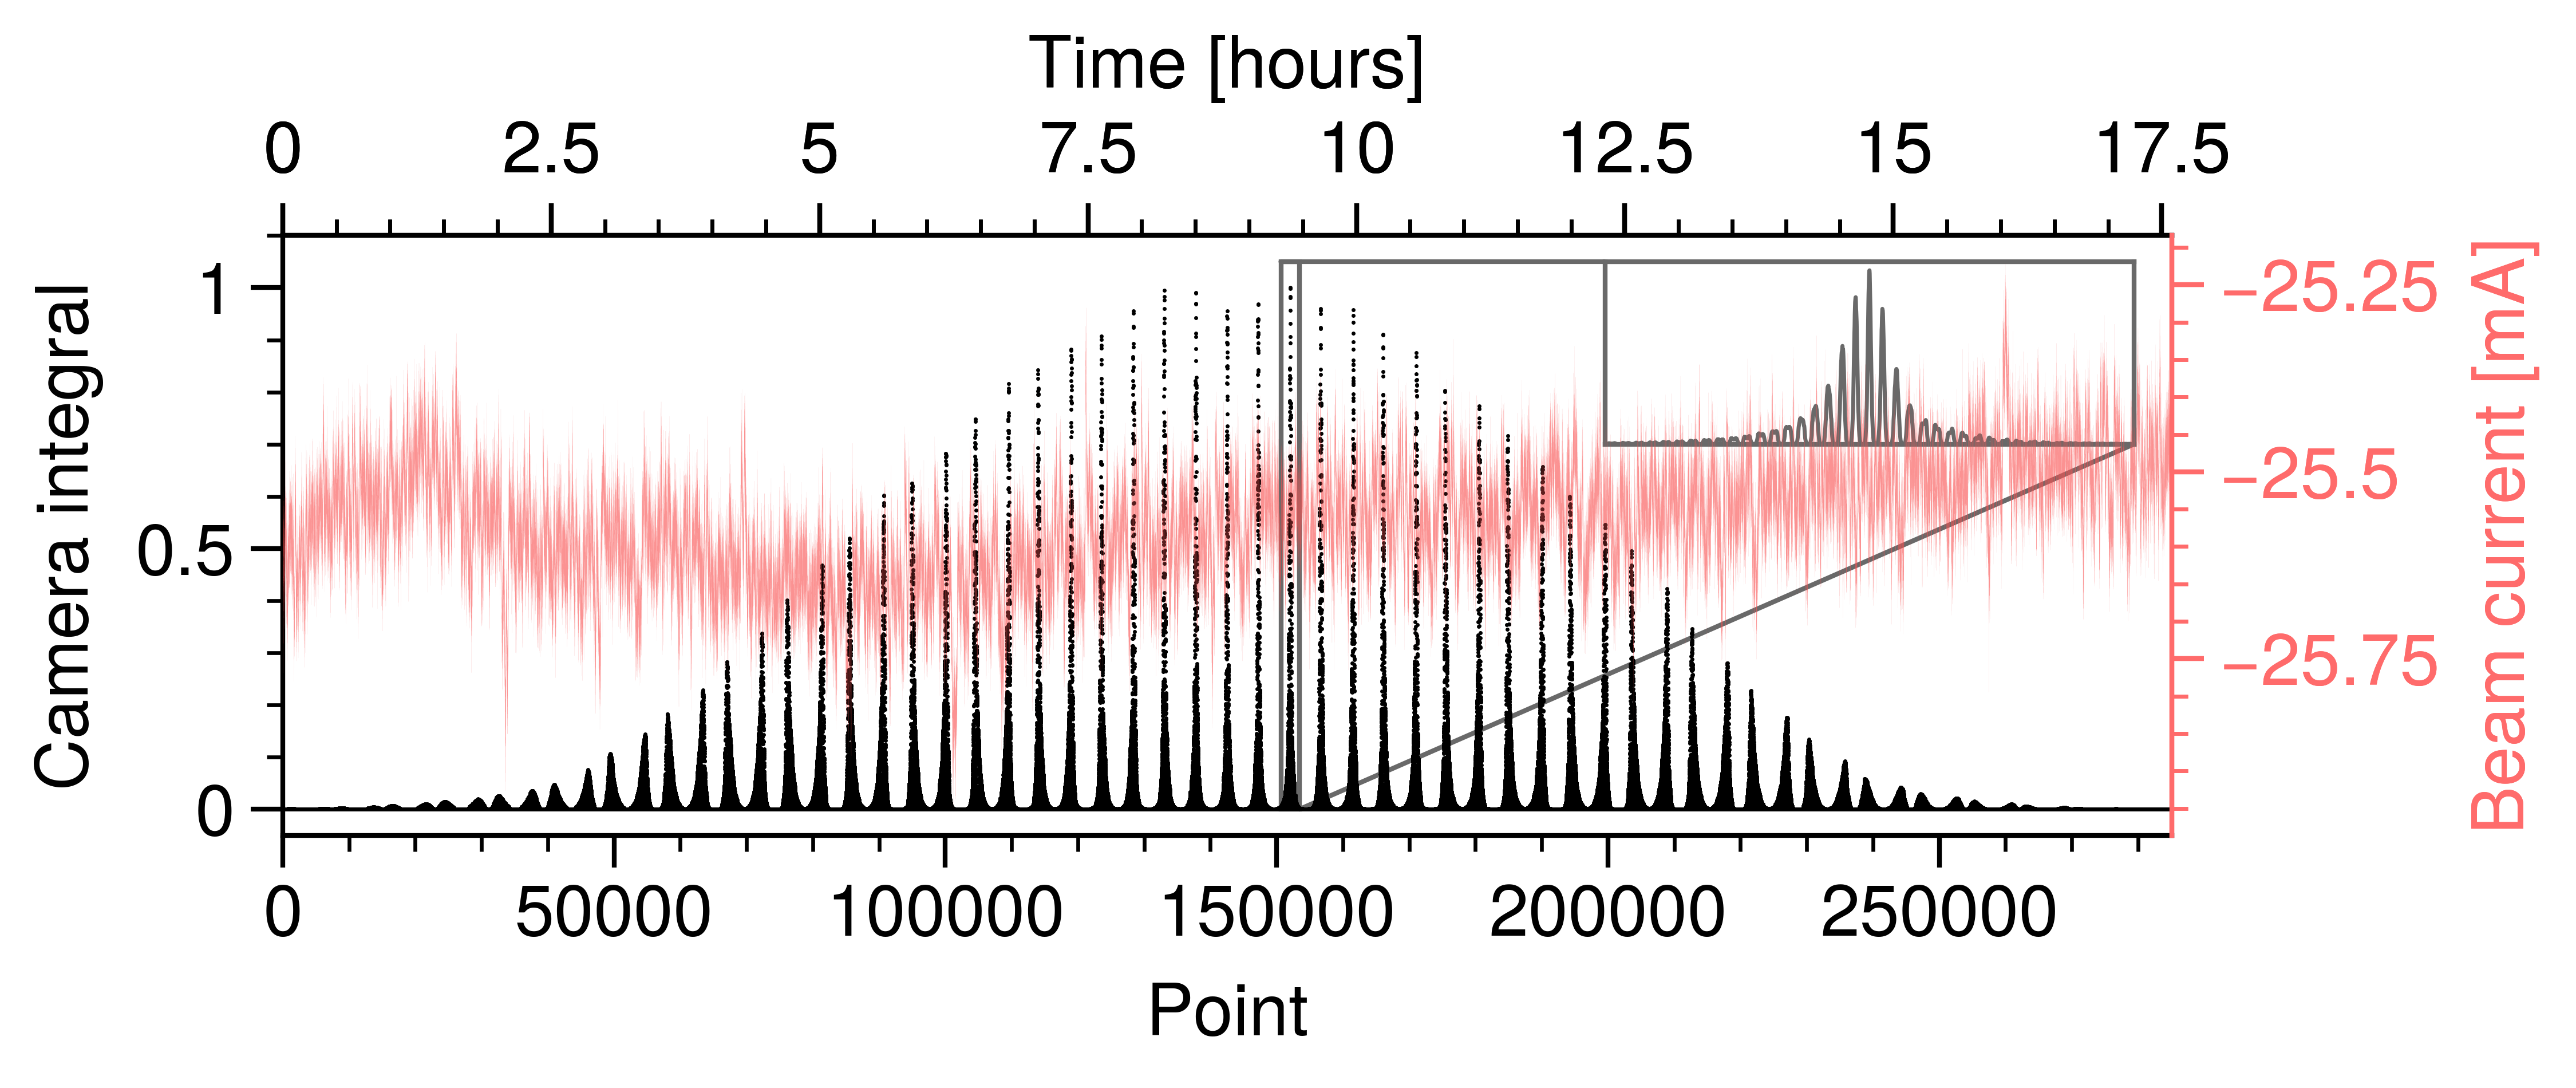 Time [hours]
0 2.5 5 7.5 10 12.5 15 17.5
Camera integral
1
0.5
0
−25.25
−25.5
−25.75
Beam current [mA]
0 50000 100000 150000 200000 250000
Point